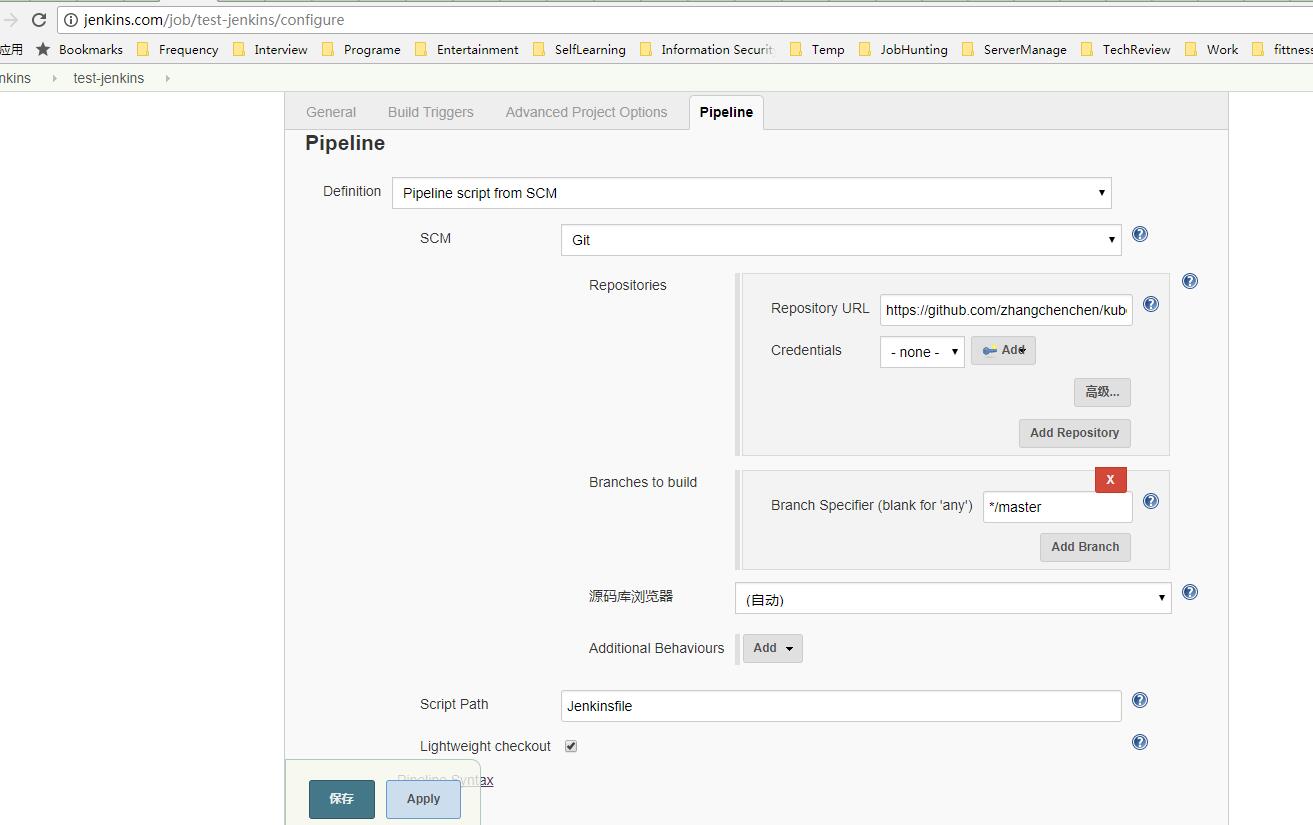 jenkins.com/job/test-jenkins/configure
应用 Bookmarks Frequency Interview Programe Entertainment SelfLearning Information Securit Temp JobHunting ServerManage TechReview Work fittness
nkins test-jenkins
General Build Triggers Advanced Project Options Pipeline
Pipeline
Definition Pipeline script from SCM
SCM Git
Repositories
Repository URL https://github.com/zhangchenchen/kube
Credentials - none - Add
高级...
Add Repository
Branches to build X
Branch Specifier (blank for 'any') */master
Add Branch
源码库浏览器 (自动)
Additional Behaviours Add
Script Path Jenkinsfile
Lightweight checkout
Pipeline Syntax
保存 Apply